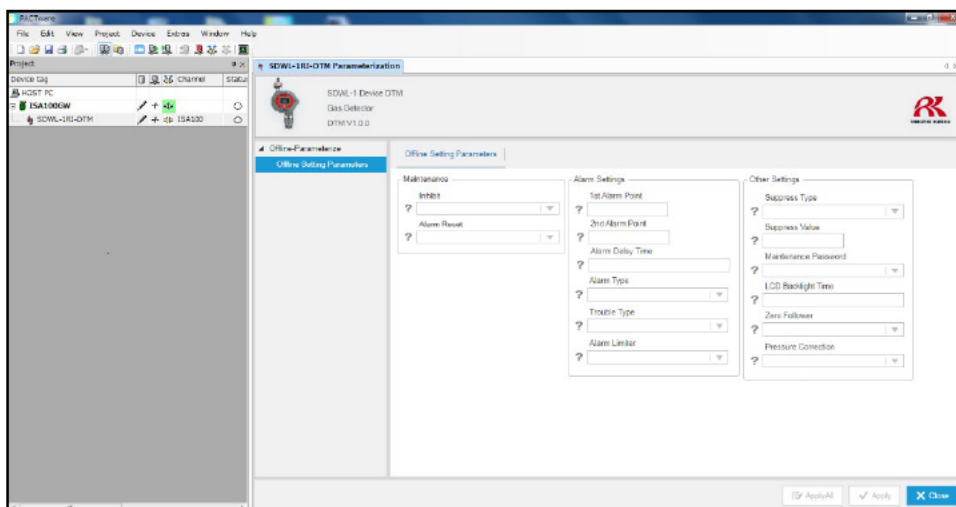 PACTware
File Edit View Project Device Extras Window Help
Project
SDWL-1RI-DTM Parameterization
Device tag Channel Status
HOST PC
ISA100GW
SDWL-1RI-DTM ISA100
SDWL-1 Device DTM
Gas Detector
DTM V1.0.0
Offline-Parameterize
Offline Setting Parameters
Offline Setting Parameters
Maintenance
Inhibit
?
Alarm Reset
?
Alarm Settings
1st Alarm Point
?
2nd Alarm Point
?
Alarm Delay Time
?
Alarm Type
?
Trouble Type
?
Alarm Limiter
?
Other Settings
Suppress Type
?
Suppress Value
?
Maintenance Password
?
LCD Backlight Time
?
Zero Follower
?
Pressure Correction
?
ApplyAll Apply Close